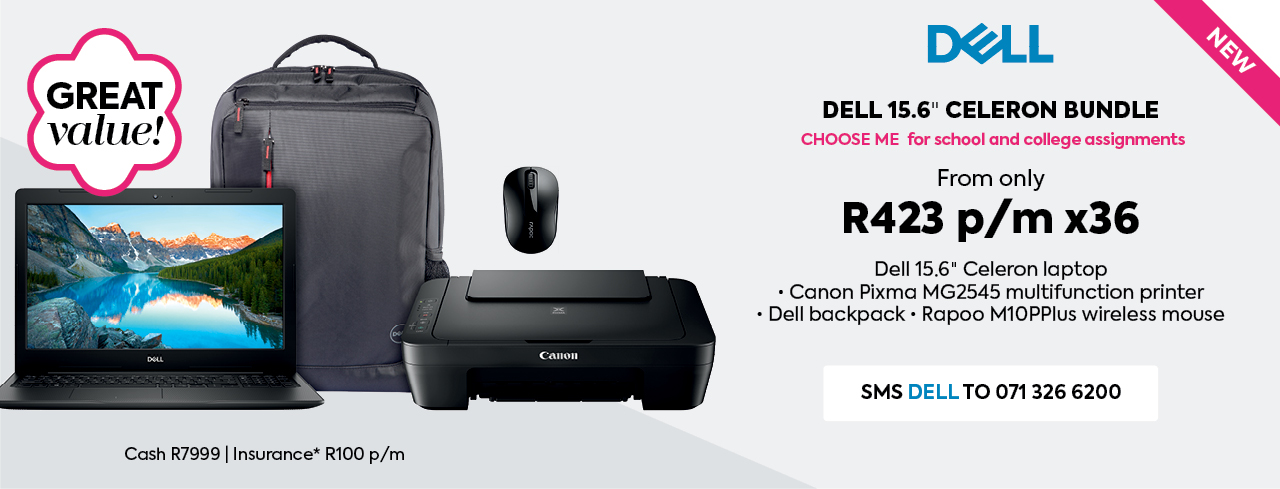 GREAT
value!
DELL
NEW
DELL 15.6" CELERON BUNDLE
CHOOSE ME for school and college assignments
From only
R423 p/m x36
Dell 15.6" Celeron laptop
• Canon Pixma MG2545 multifunction printer
• Dell backpack • Rapoo M10PPlus wireless mouse
SMS DELL TO 071 326 6200
rapoo
DELL
DELL
Canon
Cash R7999 | Insurance* R100 p/m